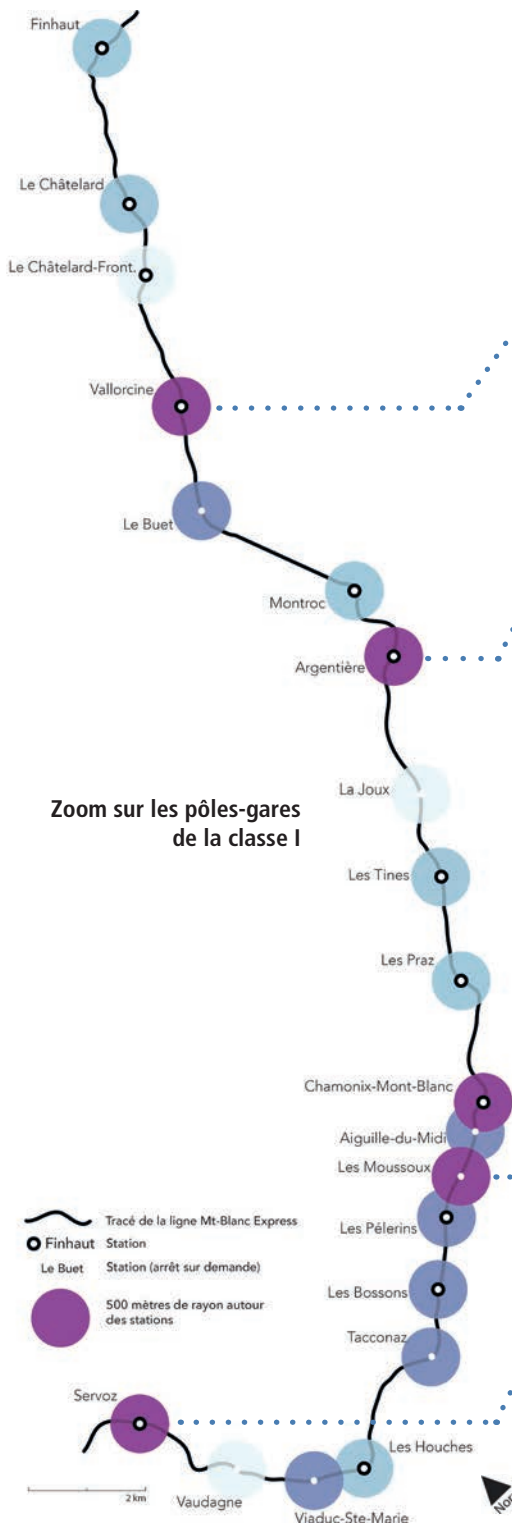 Finhaut
Le Châtelard
Le Châtelard-Front.
Vallorcine
Le Buet
Montroc
Argentière
La Joux
Zoom sur les pôles-gares
de la classe I
Les Tines
Les Praz
Chamonix-Mont-Blanc
Aiguille-du-Midi
Les Moussoux
Les Pélerins
Les Bossons
Tacconaz
Tracé de la ligne Mt-Blanc Express
Finhaut Station
Le Buet Station (arrêt sur demande)
500 mètres de rayon autour
des stations
Servoz
Les Houches
Vaudagne
Viaduc-Ste-Marie
2 km